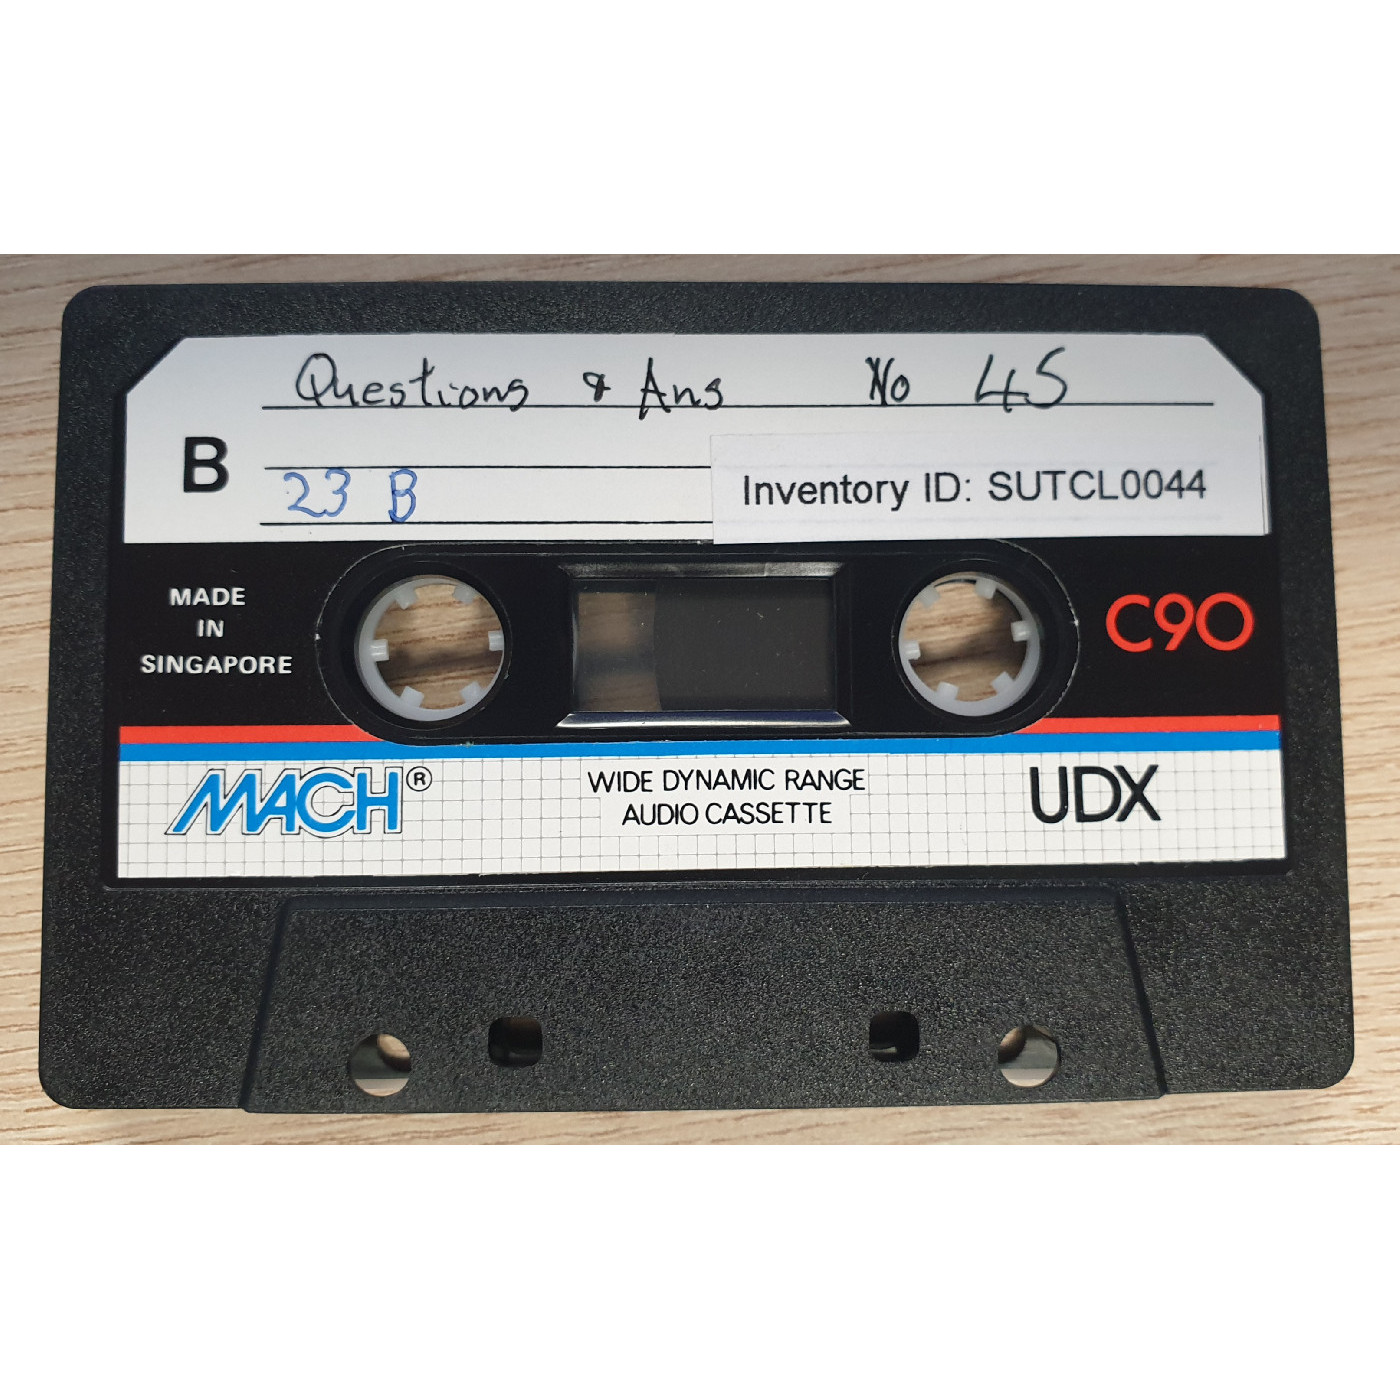 Questions & Ans No 45
B
23 B
Inventory ID: SUTCL0044
MADE
IN
SINGAPORE
C90
MACH®
WIDE DYNAMIC RANGE
AUDIO CASSETTE
UDX